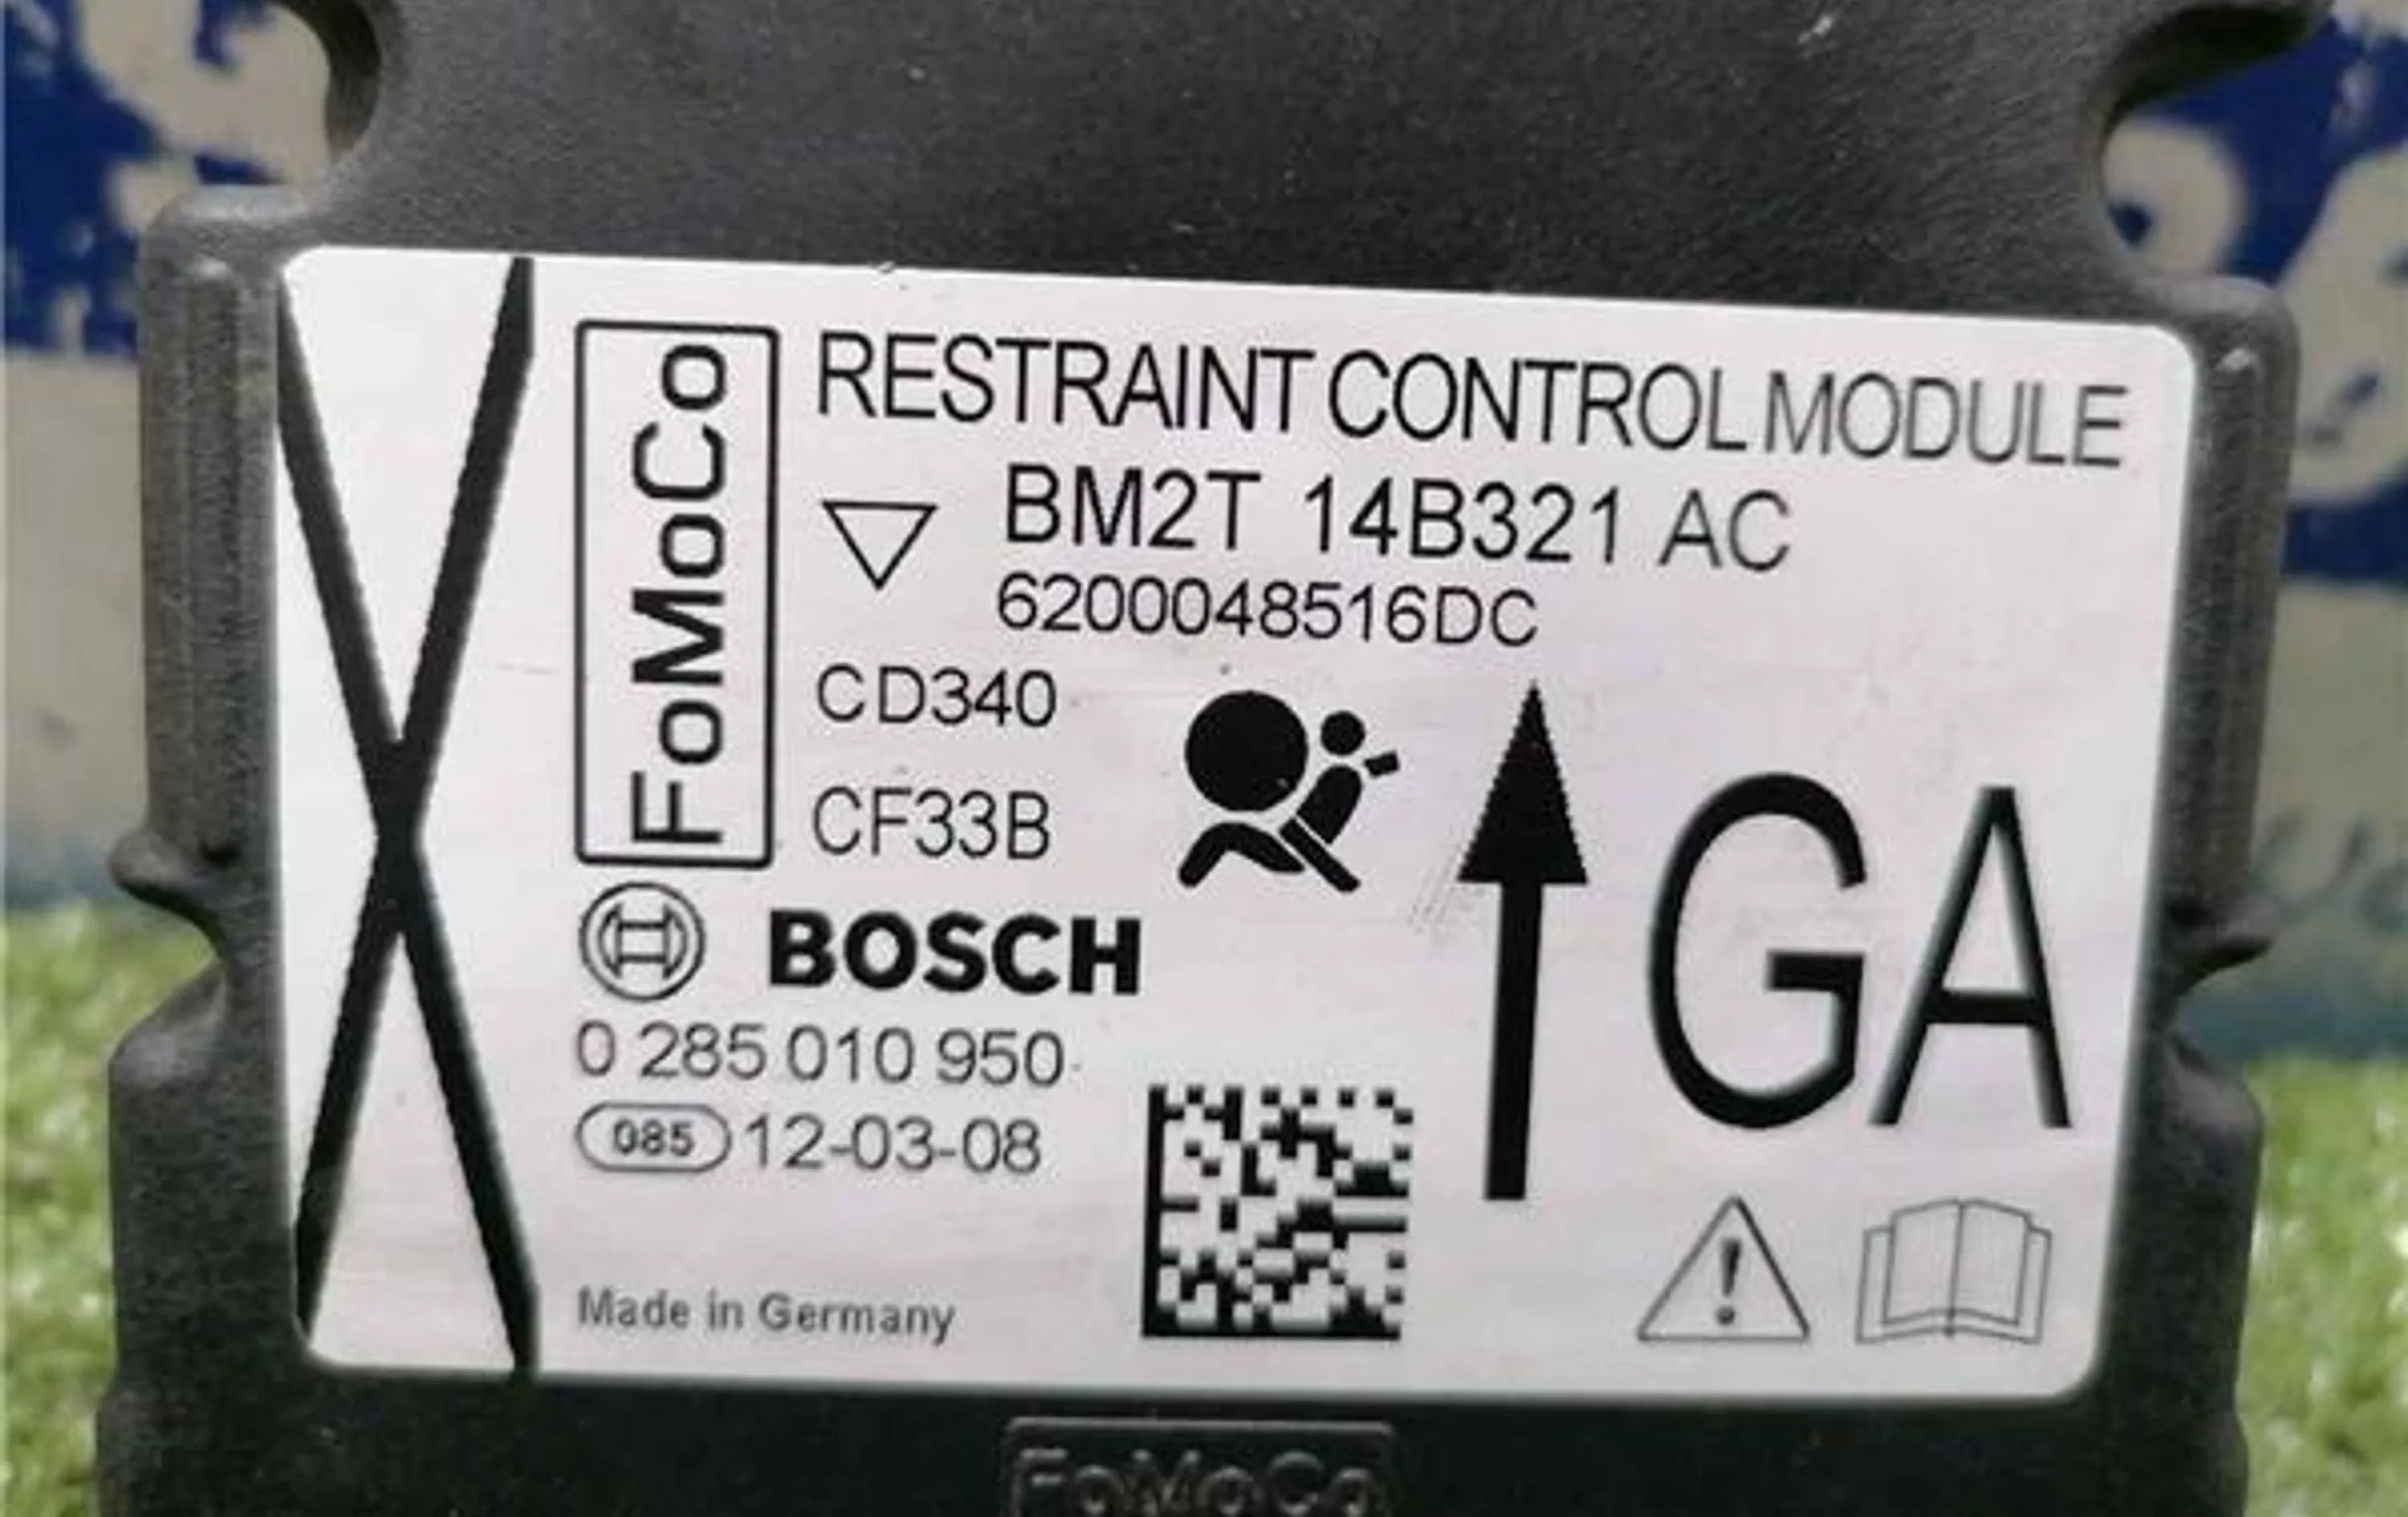 FoMoCo
RESTRAINT CONTROL MODULE
BM2T 14B321 AC
6200048516DC
CD340
CF33B
GA
BOSCH
0 285 010 950
085 12-03-08
Made in Germany
FoMoCo